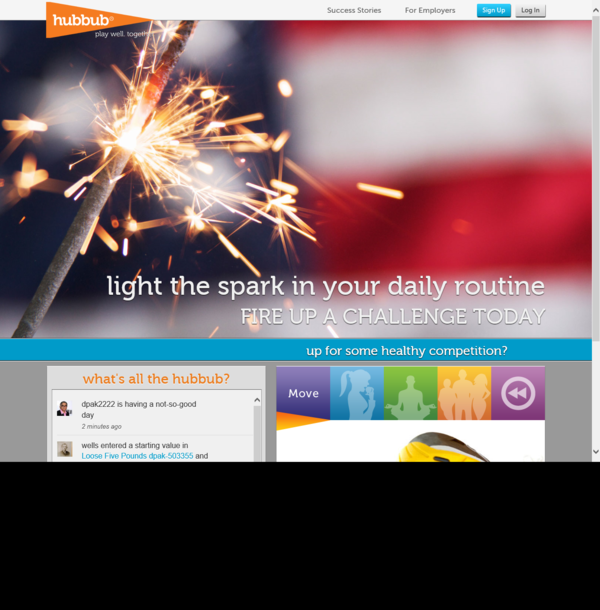 hubbub®
play well. togeth
Success Stories
For Employers
Sign Up
Log In
light the spark in your daily routine
FIRE UP A CHALLENGE TODAY
up for some healthy competition?
what's all the hubbub?
dpak2222 is having a not-so-good
day
2 minutes ago
wells entered a starting value in
Loose Five Pounds dpak-503355 and
Move